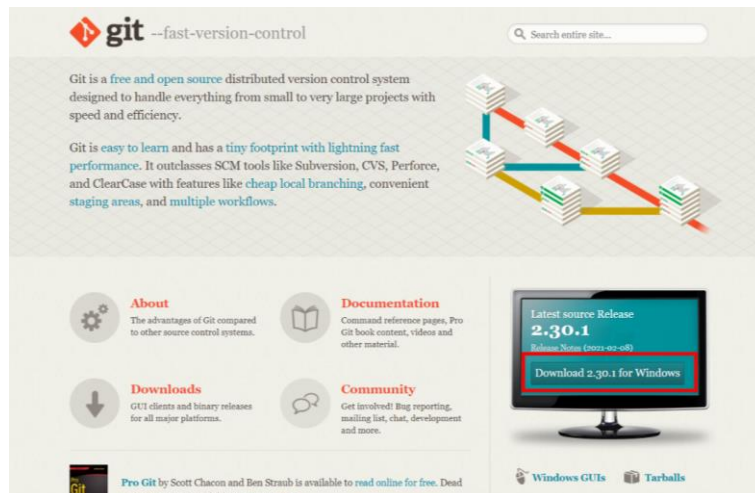 git --fast-version-control
Search entire site...
Git is a free and open source distributed version control system
designed to handle everything from small to very large projects with
speed and efficiency.
Git is easy to learn and has a tiny footprint with lightning fast
performance. It outclasses SCM tools like Subversion, CVS, Perforce,
and ClearCase with features like cheap local branching, convenient
staging areas, and multiple workflows.
About
The advantages of Git compared
to other source control systems.
Documentation
Command reference pages, Pro
Git book content, videos and
other material.
Downloads
GUI clients and binary releases
for all major platforms.
Community
Get involved! Bug reporting,
mailing list, chat, development
and more.
Latest source Release
2.30.1
Release Notes (2021-02-08)
Download 2.30.1 for Windows
Windows GUIs
Tarballs
Pro Git
Pro Git by Scott Chacon and Ben Straub is available to read online for free. Dead